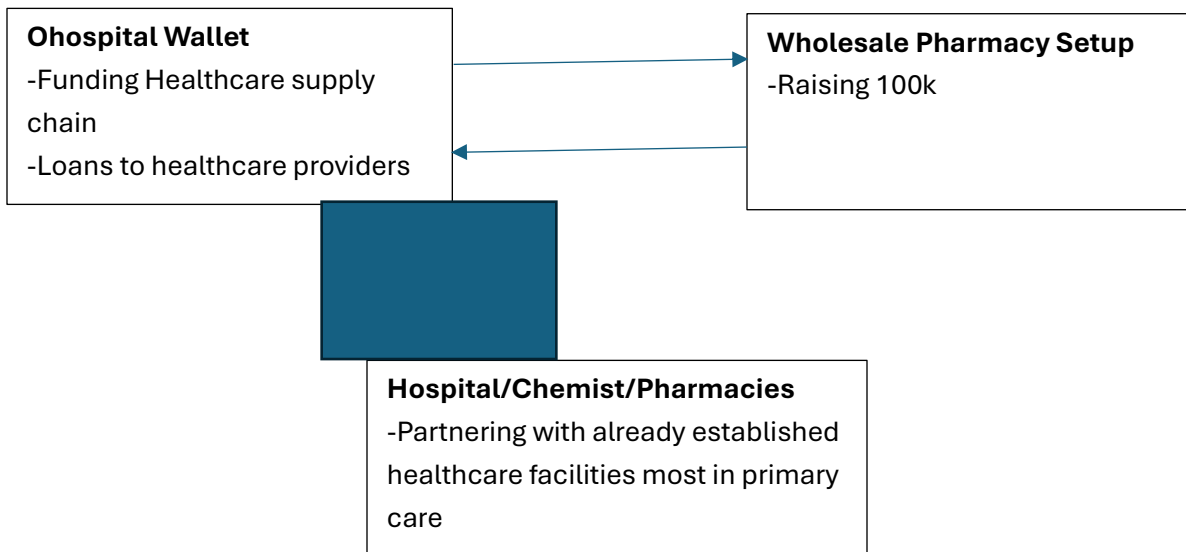 Ohospital Wallet
-Funding Healthcare supply
chain
-Loans to healthcare providers
Wholesale Pharmacy Setup
-Raising 100k
Hospital/Chemist/Pharmacies
-Partnering with already established
healthcare facilities most in primary
care